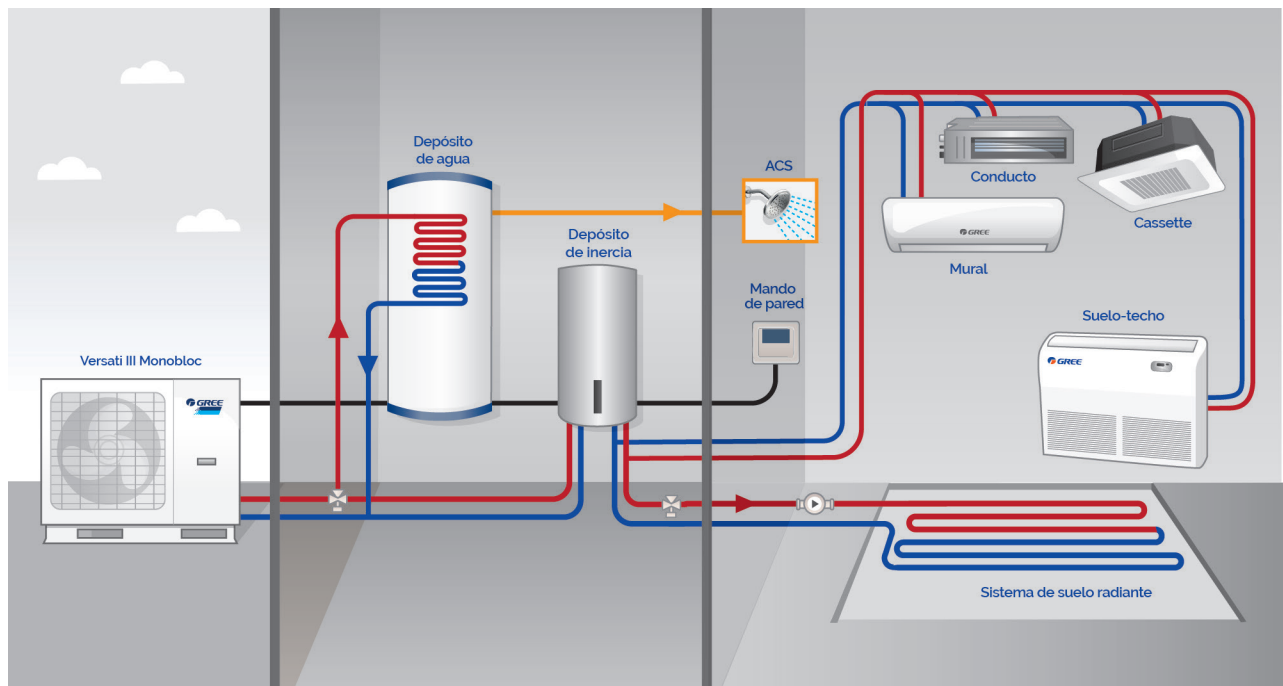 Depósito
de agua
ACS
Conducto
Cassette
Depósito
de inercia
GREE
Mural
Mando
de pared
Suelo-techo
Versati III Monobloc
GREE
GREE
Sistema de suelo radiante